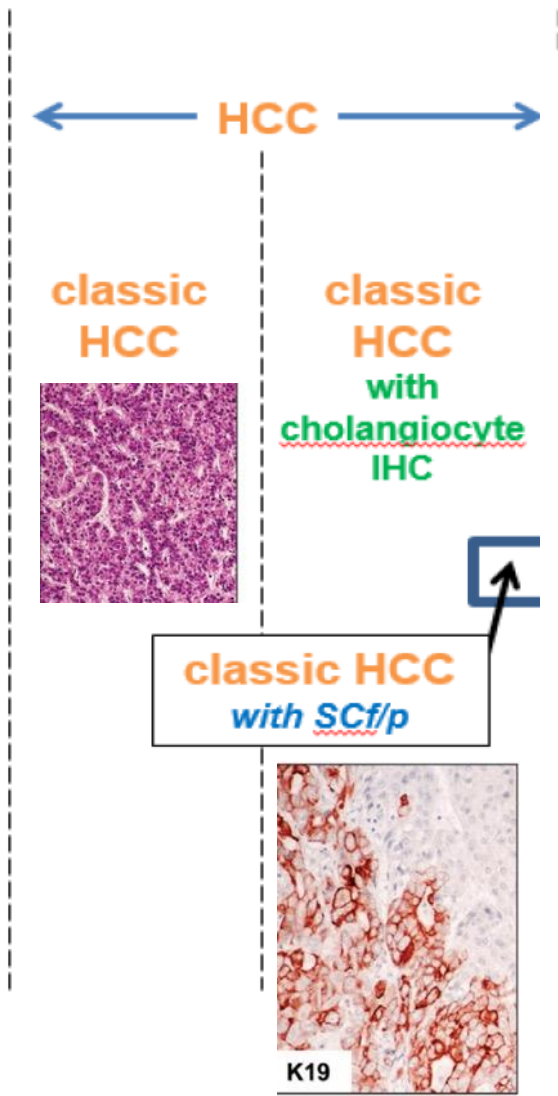 HCC
classic
HCC
classic
HCC
with
cholangiocyte
IHC
classic HCC
with SCf/p
K19